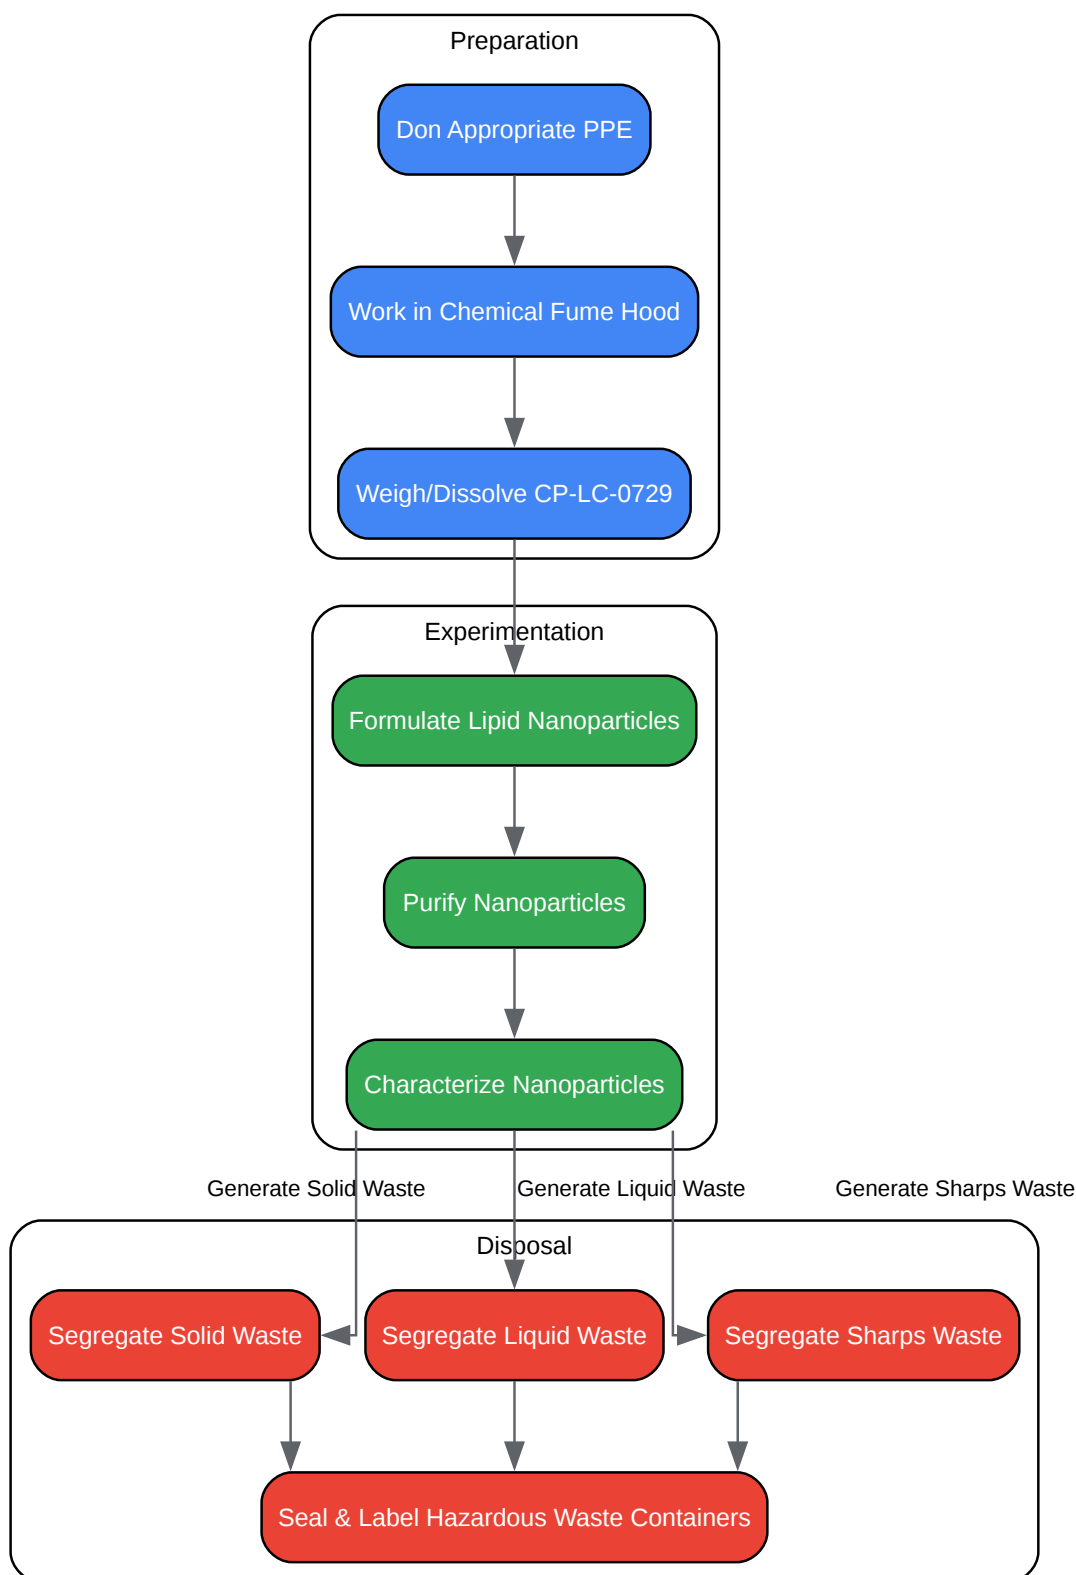 Preparation
Don Appropriate PPE
Work in Chemical Fume Hood
Weigh/Dissolve CP-LC-0729
Experimentation
Formulate Lipid Nanoparticles
Purify Nanoparticles
Characterize Nanoparticles
Generate Solid Waste
Generate Liquid Waste
Generate Sharps Waste
Disposal
Segregate Solid Waste
Segregate Liquid Waste
Segregate Sharps Waste
Seal & Label Hazardous Waste Containers